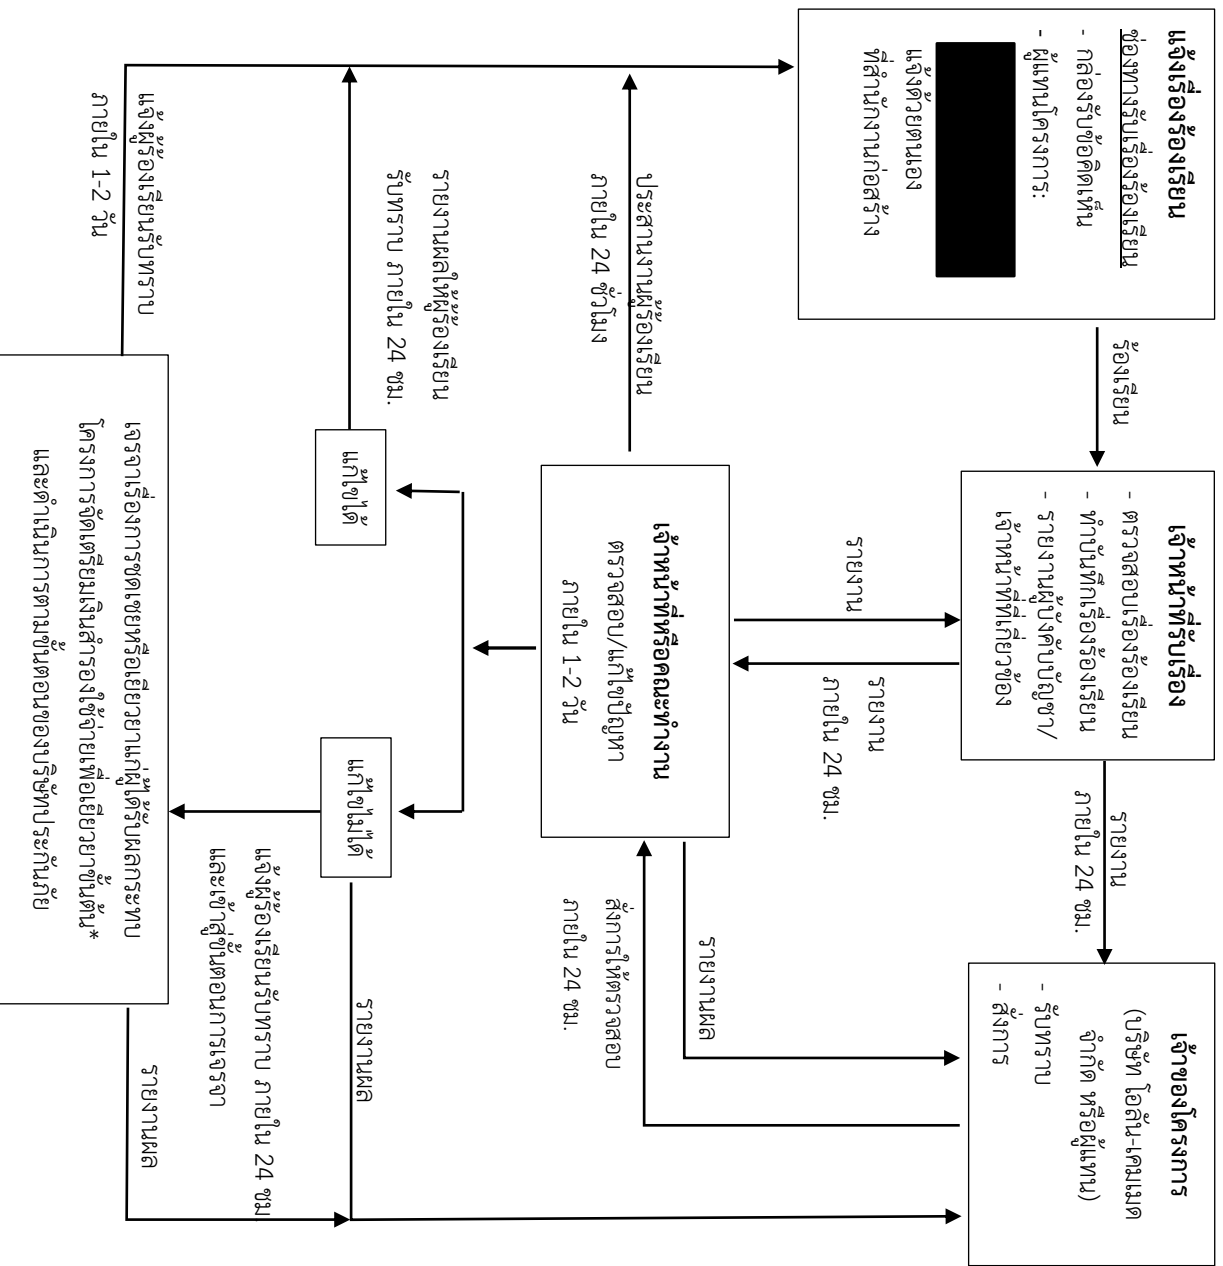 แจ้งเรื่องร้องเรียน
ช่องทางรับเรื่องร้องเรียน
- กล่องรับข้อคิดเห็น
- ผู้แทนโครงการ:
แจ้งด้วยตนเอง
ที่สำนักงานก่อสร้าง
ร้องเรียน
เจ้าหน้าที่รับเรื่อง
- ตรวจสอบเรื่องร้องเรียน
- ทำบันทึกเรื่องร้องเรียน
- รายงานผู้บังคับบัญชา/
เจ้าหน้าที่ที่เกี่ยวข้อง
รายงาน
ภายใน 24 ชม.
เจ้าของโครงการ
(บริษัท โอสัน-เคมเมด
จำกัด หรือผู้แทน)
- รับทราบ
- สั่งการ
ประสานงานผู้ร้องเรียน
ภายใน 24 ชั่วโมง
รายงาน
รายงาน
ภายใน 24 ชม.
เจ้าหน้าที่หรือคณะทำงาน
ตรวจสอบ/แก้ไขปัญหา
ภายใน 1-2 วัน
รายงานผล
สั่งการให้ตรวจสอบ
ภายใน 24 ชม.
รายงานผลให้ผู้ร้องเรียน
รับทราบ ภายใน 24 ชม.
แก้ไขได้
แก้ไขไม่ได้
รายงานผล
แจ้งผู้ร้องเรียนรับทราบ ภายใน 24 ชม.
และเข้าสู่ขั้นตอนการเจรจา
แจ้งผู้ร้องเรียนรับทราบ
ภายใน 1-2 วัน
เจรจาเรื่องการชดเชยหรือเยียวยาแก่ผู้ได้รับผลกระทบ
โครงการจัดเตรียมเงินสำรองใช้จ่ายเพื่อเยียวยาขั้นต้น*
และดำเนินการตามขั้นตอนของบริษัทประกันภัย
รายงานผล